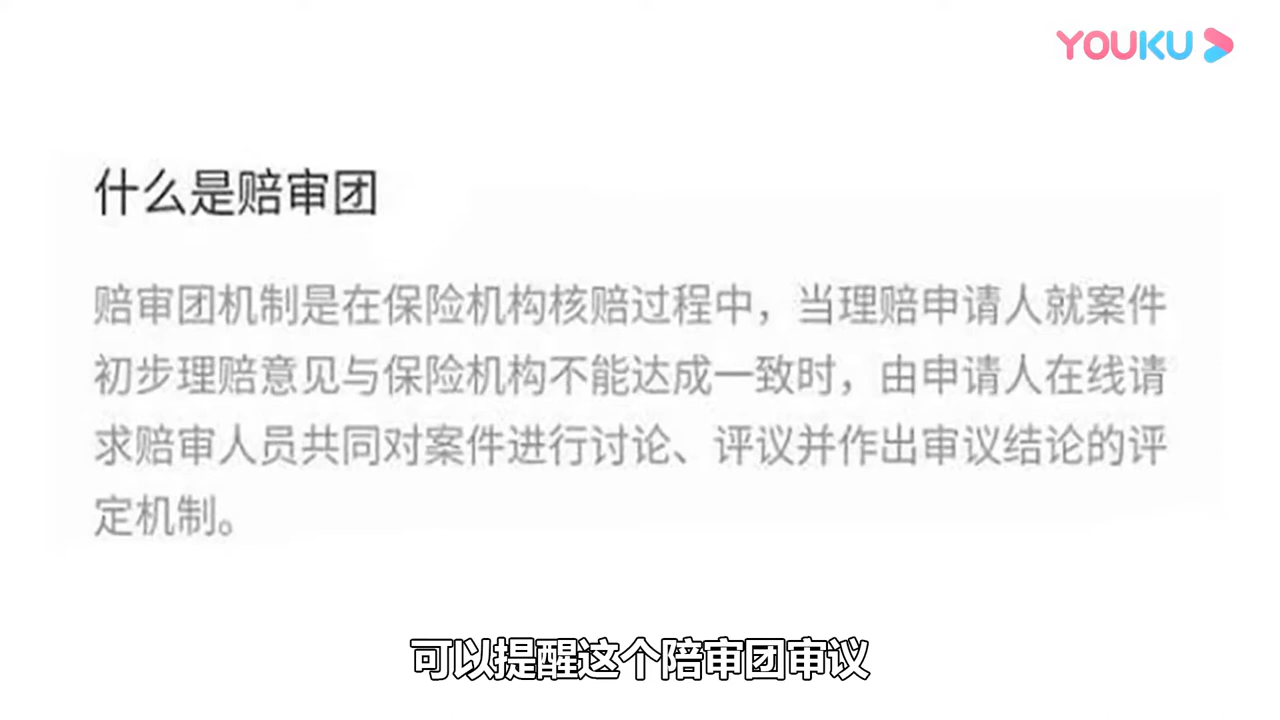 YOUKU
什么是赔审团
赔审团机制是在保险机构核赔过程中，当理赔申请人就案件
初步理赔意见与保险机构不能达成一致时，由申请人在线请
求赔审人员共同对案件进行讨论、评议并作出审议结论的评
定机制。
可以提醒这个陪审团审议